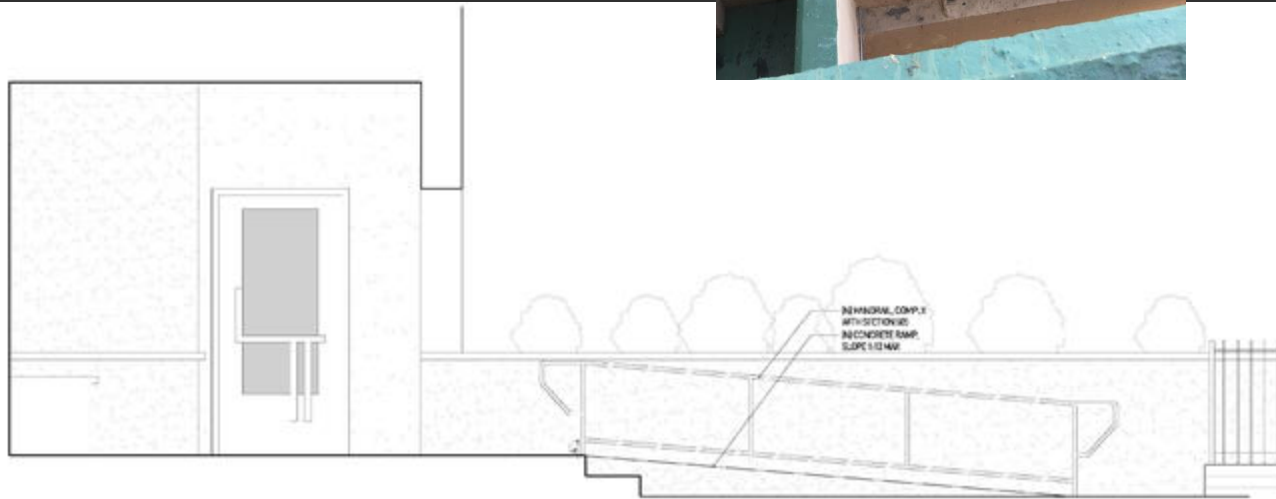 (N) HANDRAIL, COMPLY
WITH SECTION 505
(N) CONCRETE RAMP,
SLOPE 1:12 MAX